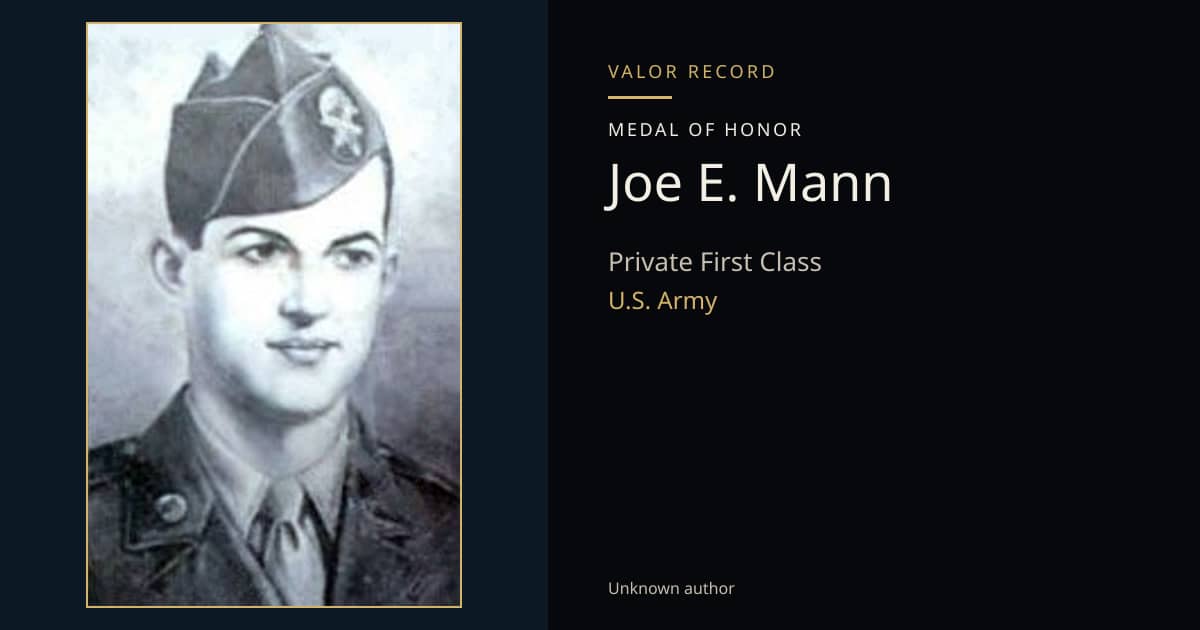 VALOR RECORD
MEDAL OF HONOR
Joe E. Mann
Private First Class
U.S. Army
Unknown author